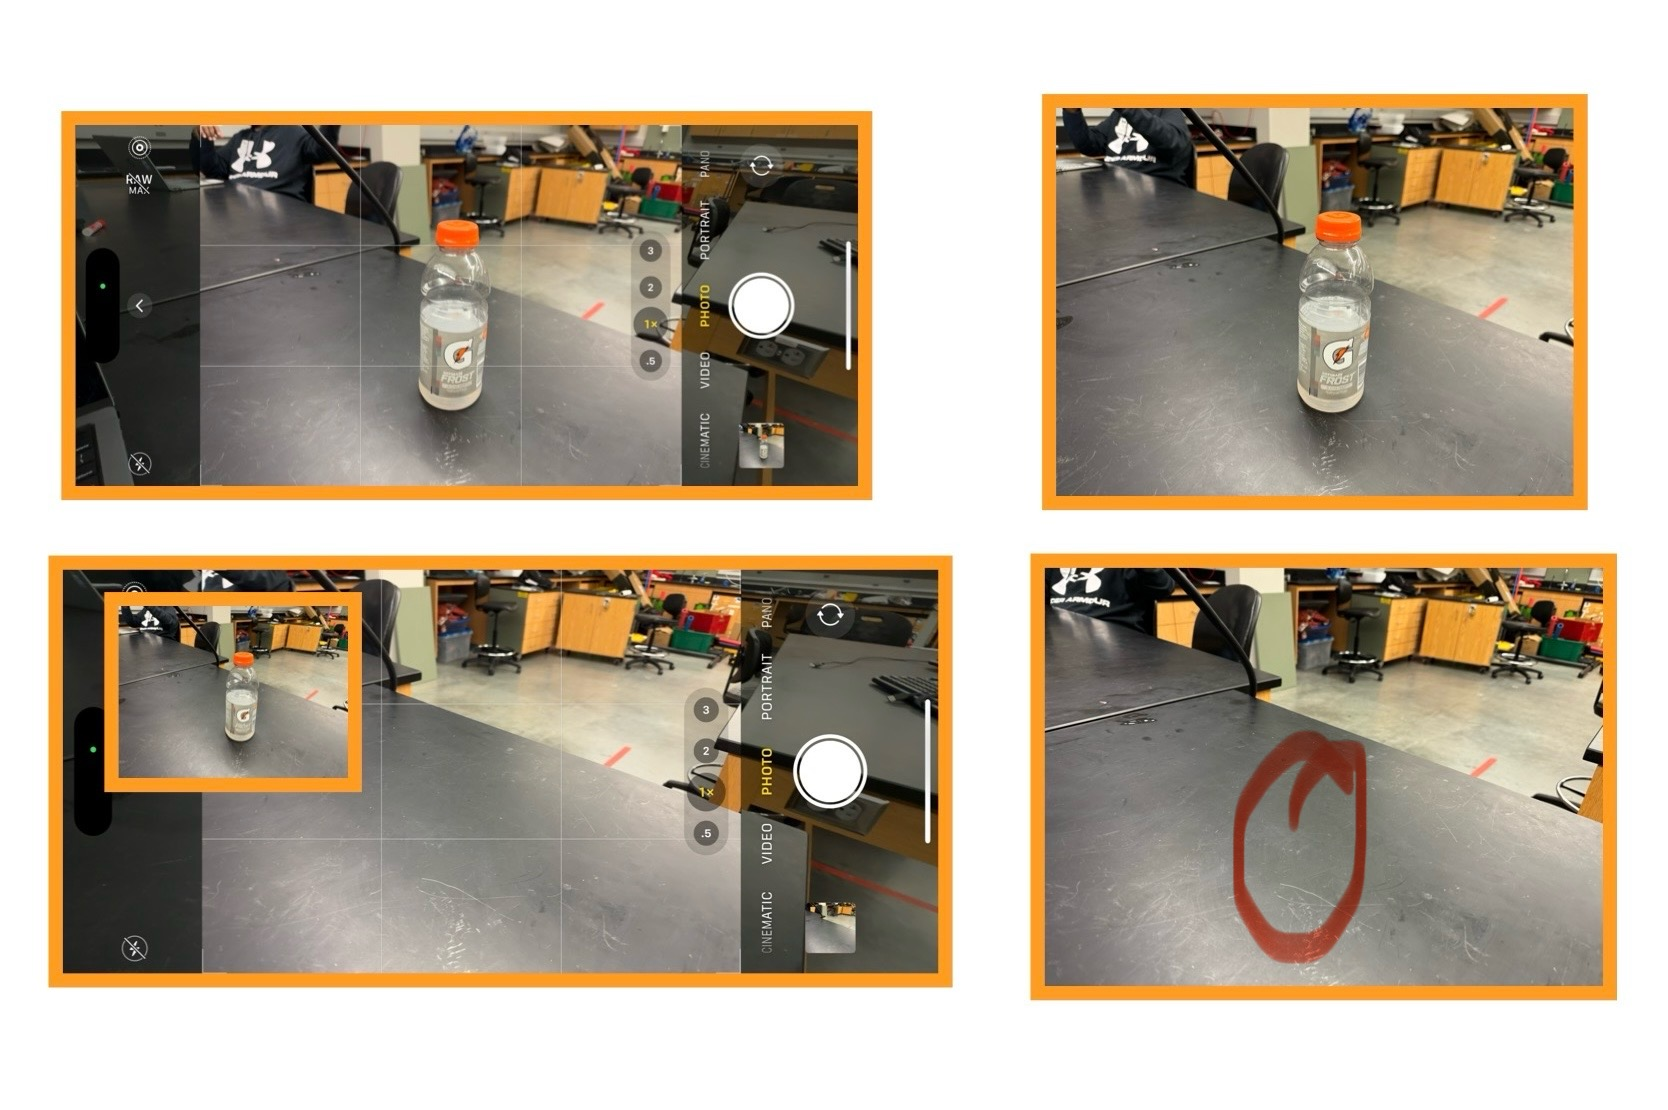 RAW
MAX
PANO
PORTRAIT
PHOTO
VIDEO
CINEMATIC
3
2
1×
.5
G
FROST
G
FROST
PANO
PORTRAIT
PHOTO
VIDEO
CINEMATIC
3
2
1×
.5
G